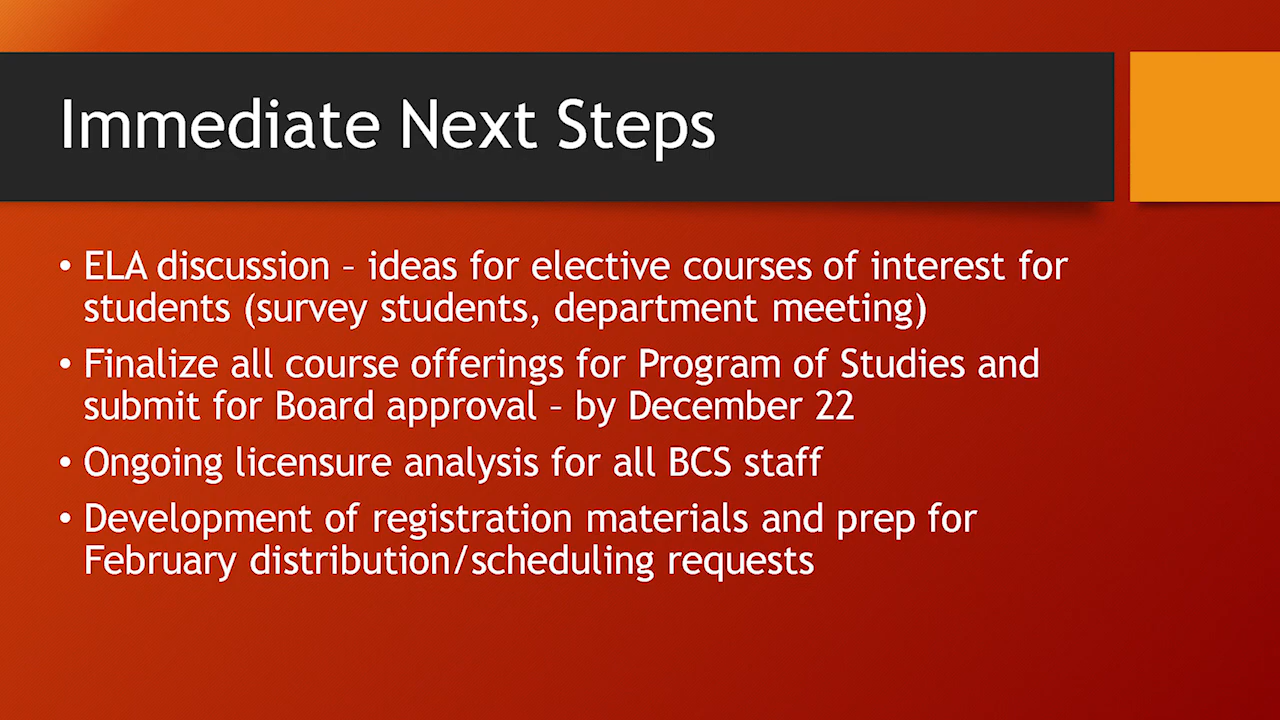 Immediate Next Steps
• ELA discussion – ideas for elective courses of interest for
students (survey students, department meeting)
• Finalize all course offerings for Program of Studies and
submit for Board approval – by December 22
• Ongoing licensure analysis for all BCS staff
• Development of registration materials and prep for
February distribution/scheduling requests